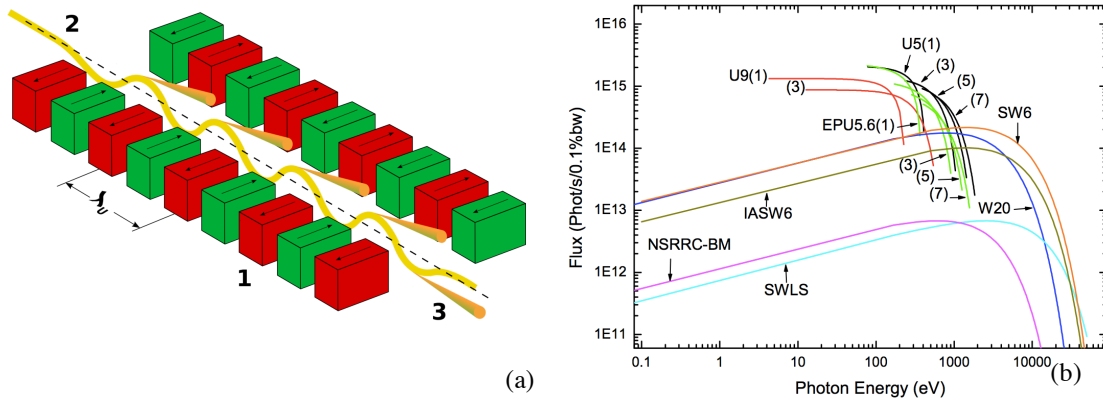 2
λu
1
3
(a)
1E16
1E15
1E14
1E13
1E12
1E11
Flux (Phot/s/0.1%bw)
0.1
1
10
100
1000
10000
Photon Energy (eV)
U9(1)
(3)
U5(1)
(3)
(5)
(7)
SW6
EPU5.6(1)
(3)
(5)
(7)
W20
IASW6
NSRRC-BM
SWLS
(b)